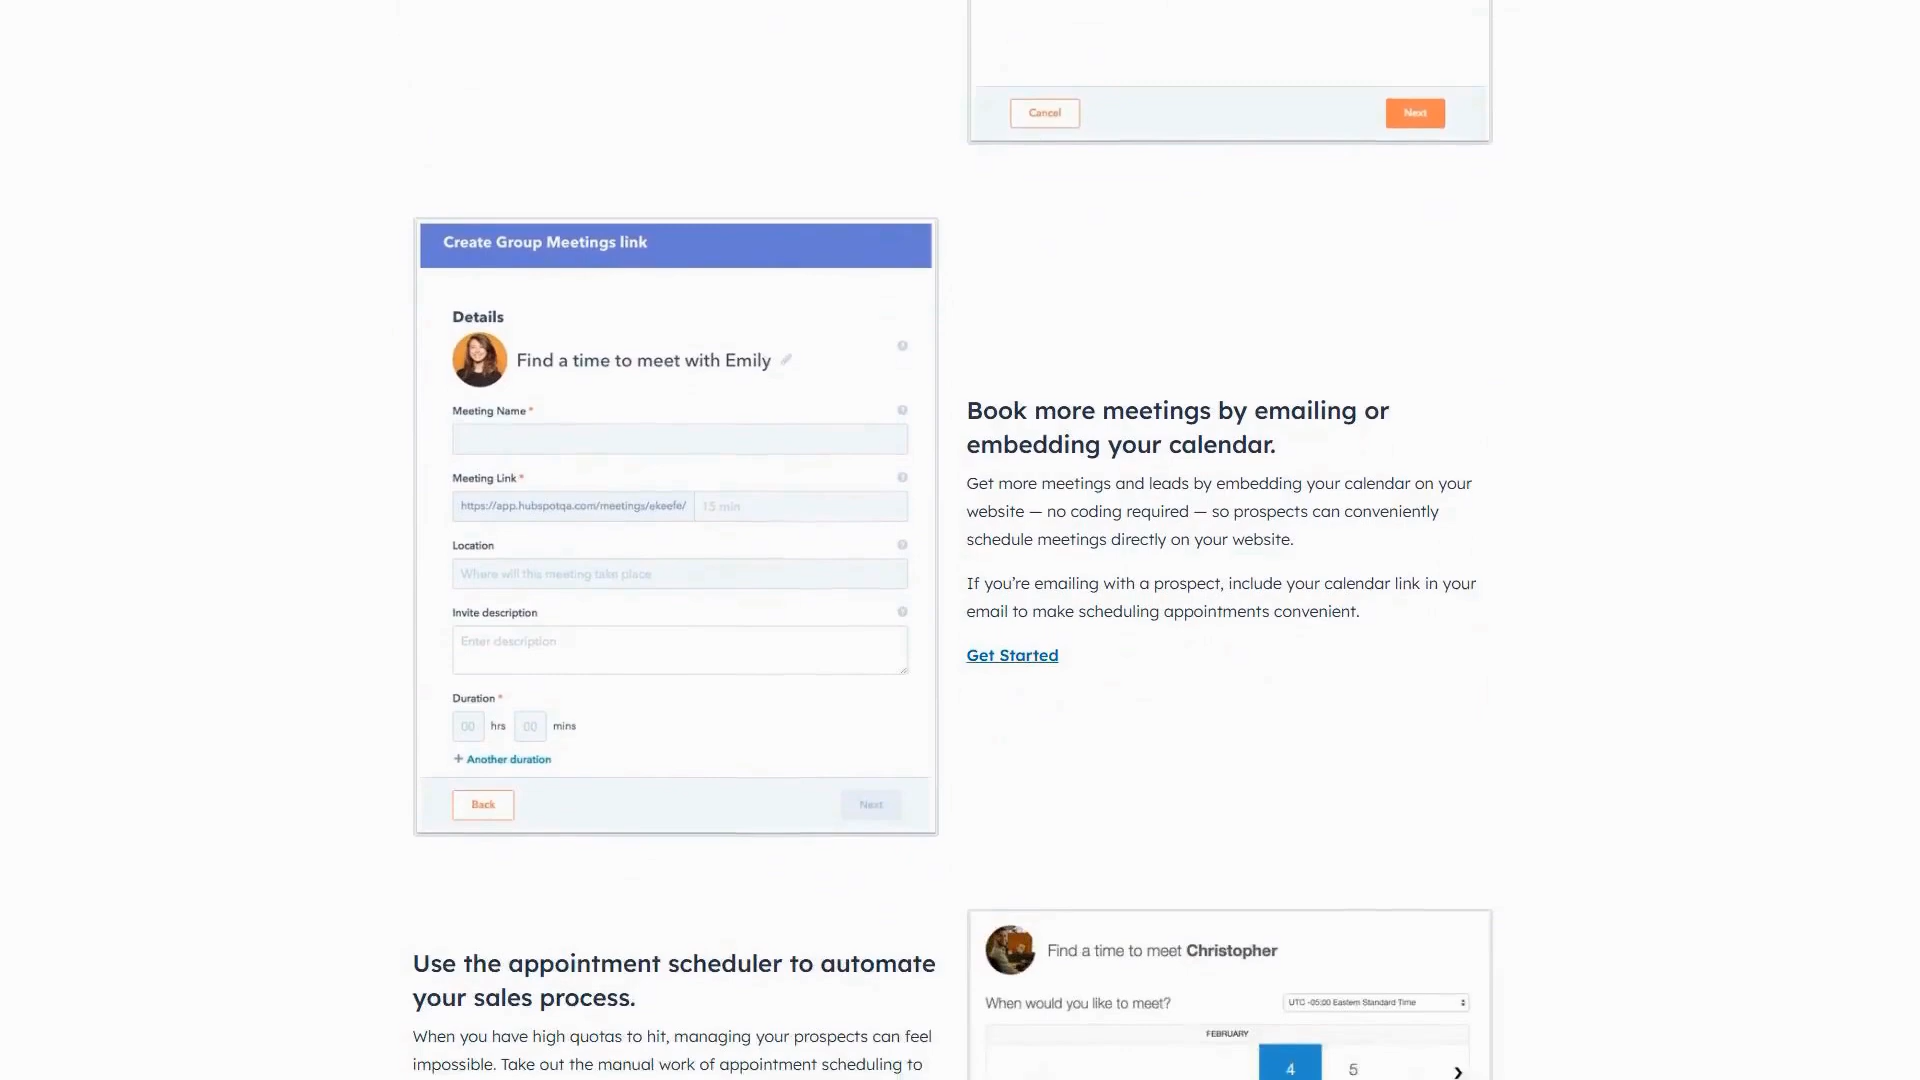 Cancel
Next
Create Group Meetings link
Details
Find a time to meet with Emily
Meeting Name *
Meeting Link *
https://app.hubspotqa.com/meetings/ekeefe/
15 min
Location
Where will this meeting take place
Invite description
Enter description
Duration *
00 hrs 00 mins
+ Another duration
Back
Next
Book more meetings by emailing or
embedding your calendar.
Get more meetings and leads by embedding your calendar on your
website — no coding required — so prospects can conveniently
schedule meetings directly on your website.
If you’re emailing with a prospect, include your calendar link in your
email to make scheduling appointments convenient.
Get Started
Use the appointment scheduler to automate
your sales process.
When you have high quotas to hit, managing your prospects can feel
impossible. Take out the manual work of appointment scheduling to
Find a time to meet Christopher
When would you like to meet?
UTC -05:00 Eastern Standard Time
FEBRUARY
4 5